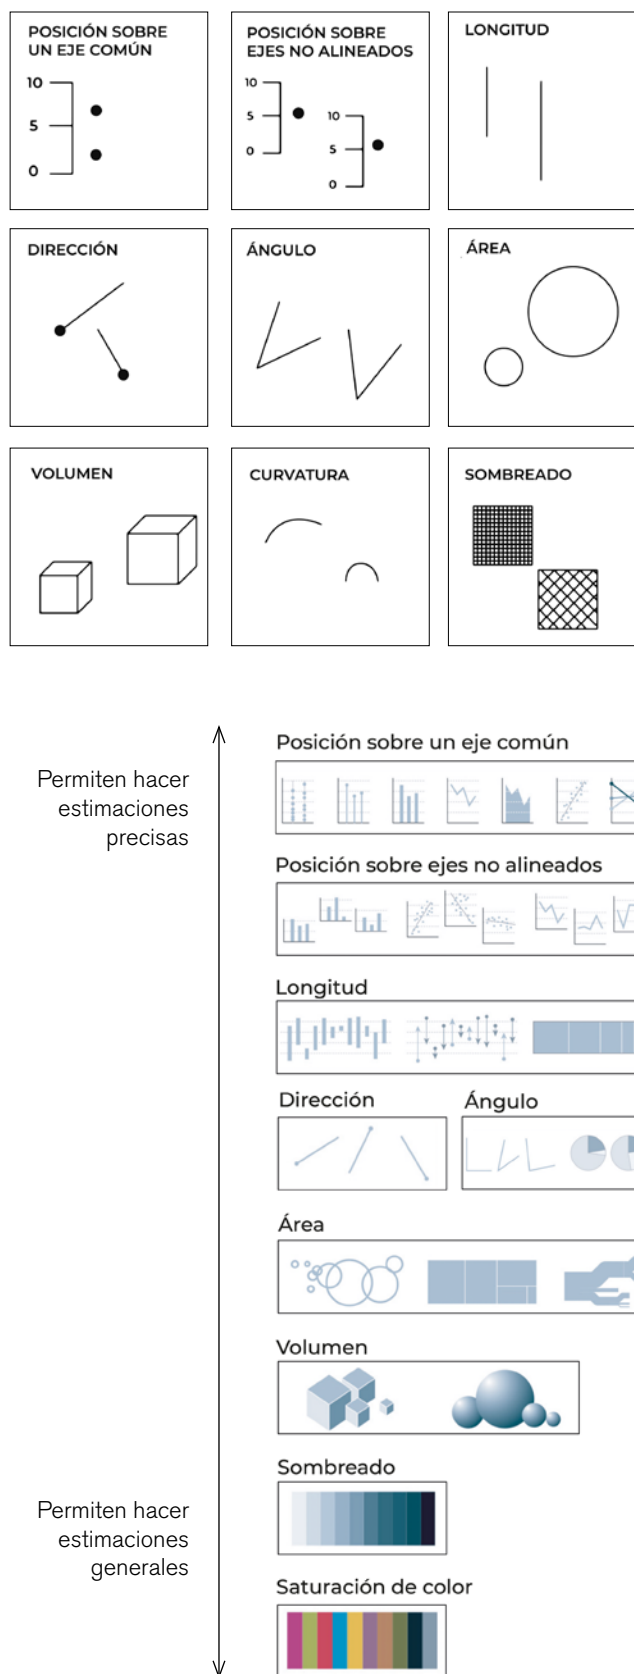 POSICIÓN SOBRE
UN EJE COMÚN
10
5
0
POSICIÓN SOBRE
EJES NO ALINEADOS
10
5
0
10
5
0
LONGITUD
DIRECCIÓN
ÁNGULO
ÁREA
VOLUMEN
CURVATURA
SOMBREADO
Permiten hacer
estimaciones
precisas
Posición sobre un eje común
Posición sobre ejes no alineados
Longitud
Dirección
Ángulo
Área
Volumen
Sombreado
Permiten hacer
estimaciones
generales
Saturación de color